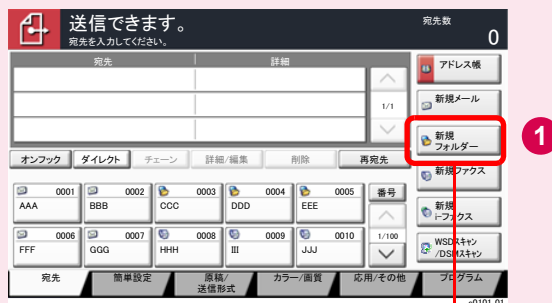 送信できます。
宛先を入力してください。
宛先数
0
宛先 詳細
1/1
アドレス帳
新規メール
新規
フォルダー
1
新規ファクス
新規
i-ファクス
WSDスキャン
/DSMスキャン
オンフック ダイレクト チェーン 詳細/編集 削除 再宛先
0001 0002 0003 0004 0005 番号
AAA BBB CCC DDD EEE
0006 0007 0008 0009 0010 1/100
FFF GGG HHH III JJJ
宛先 簡単設定 原稿/
送信形式 カラー/画質 応用/その他 プログラム